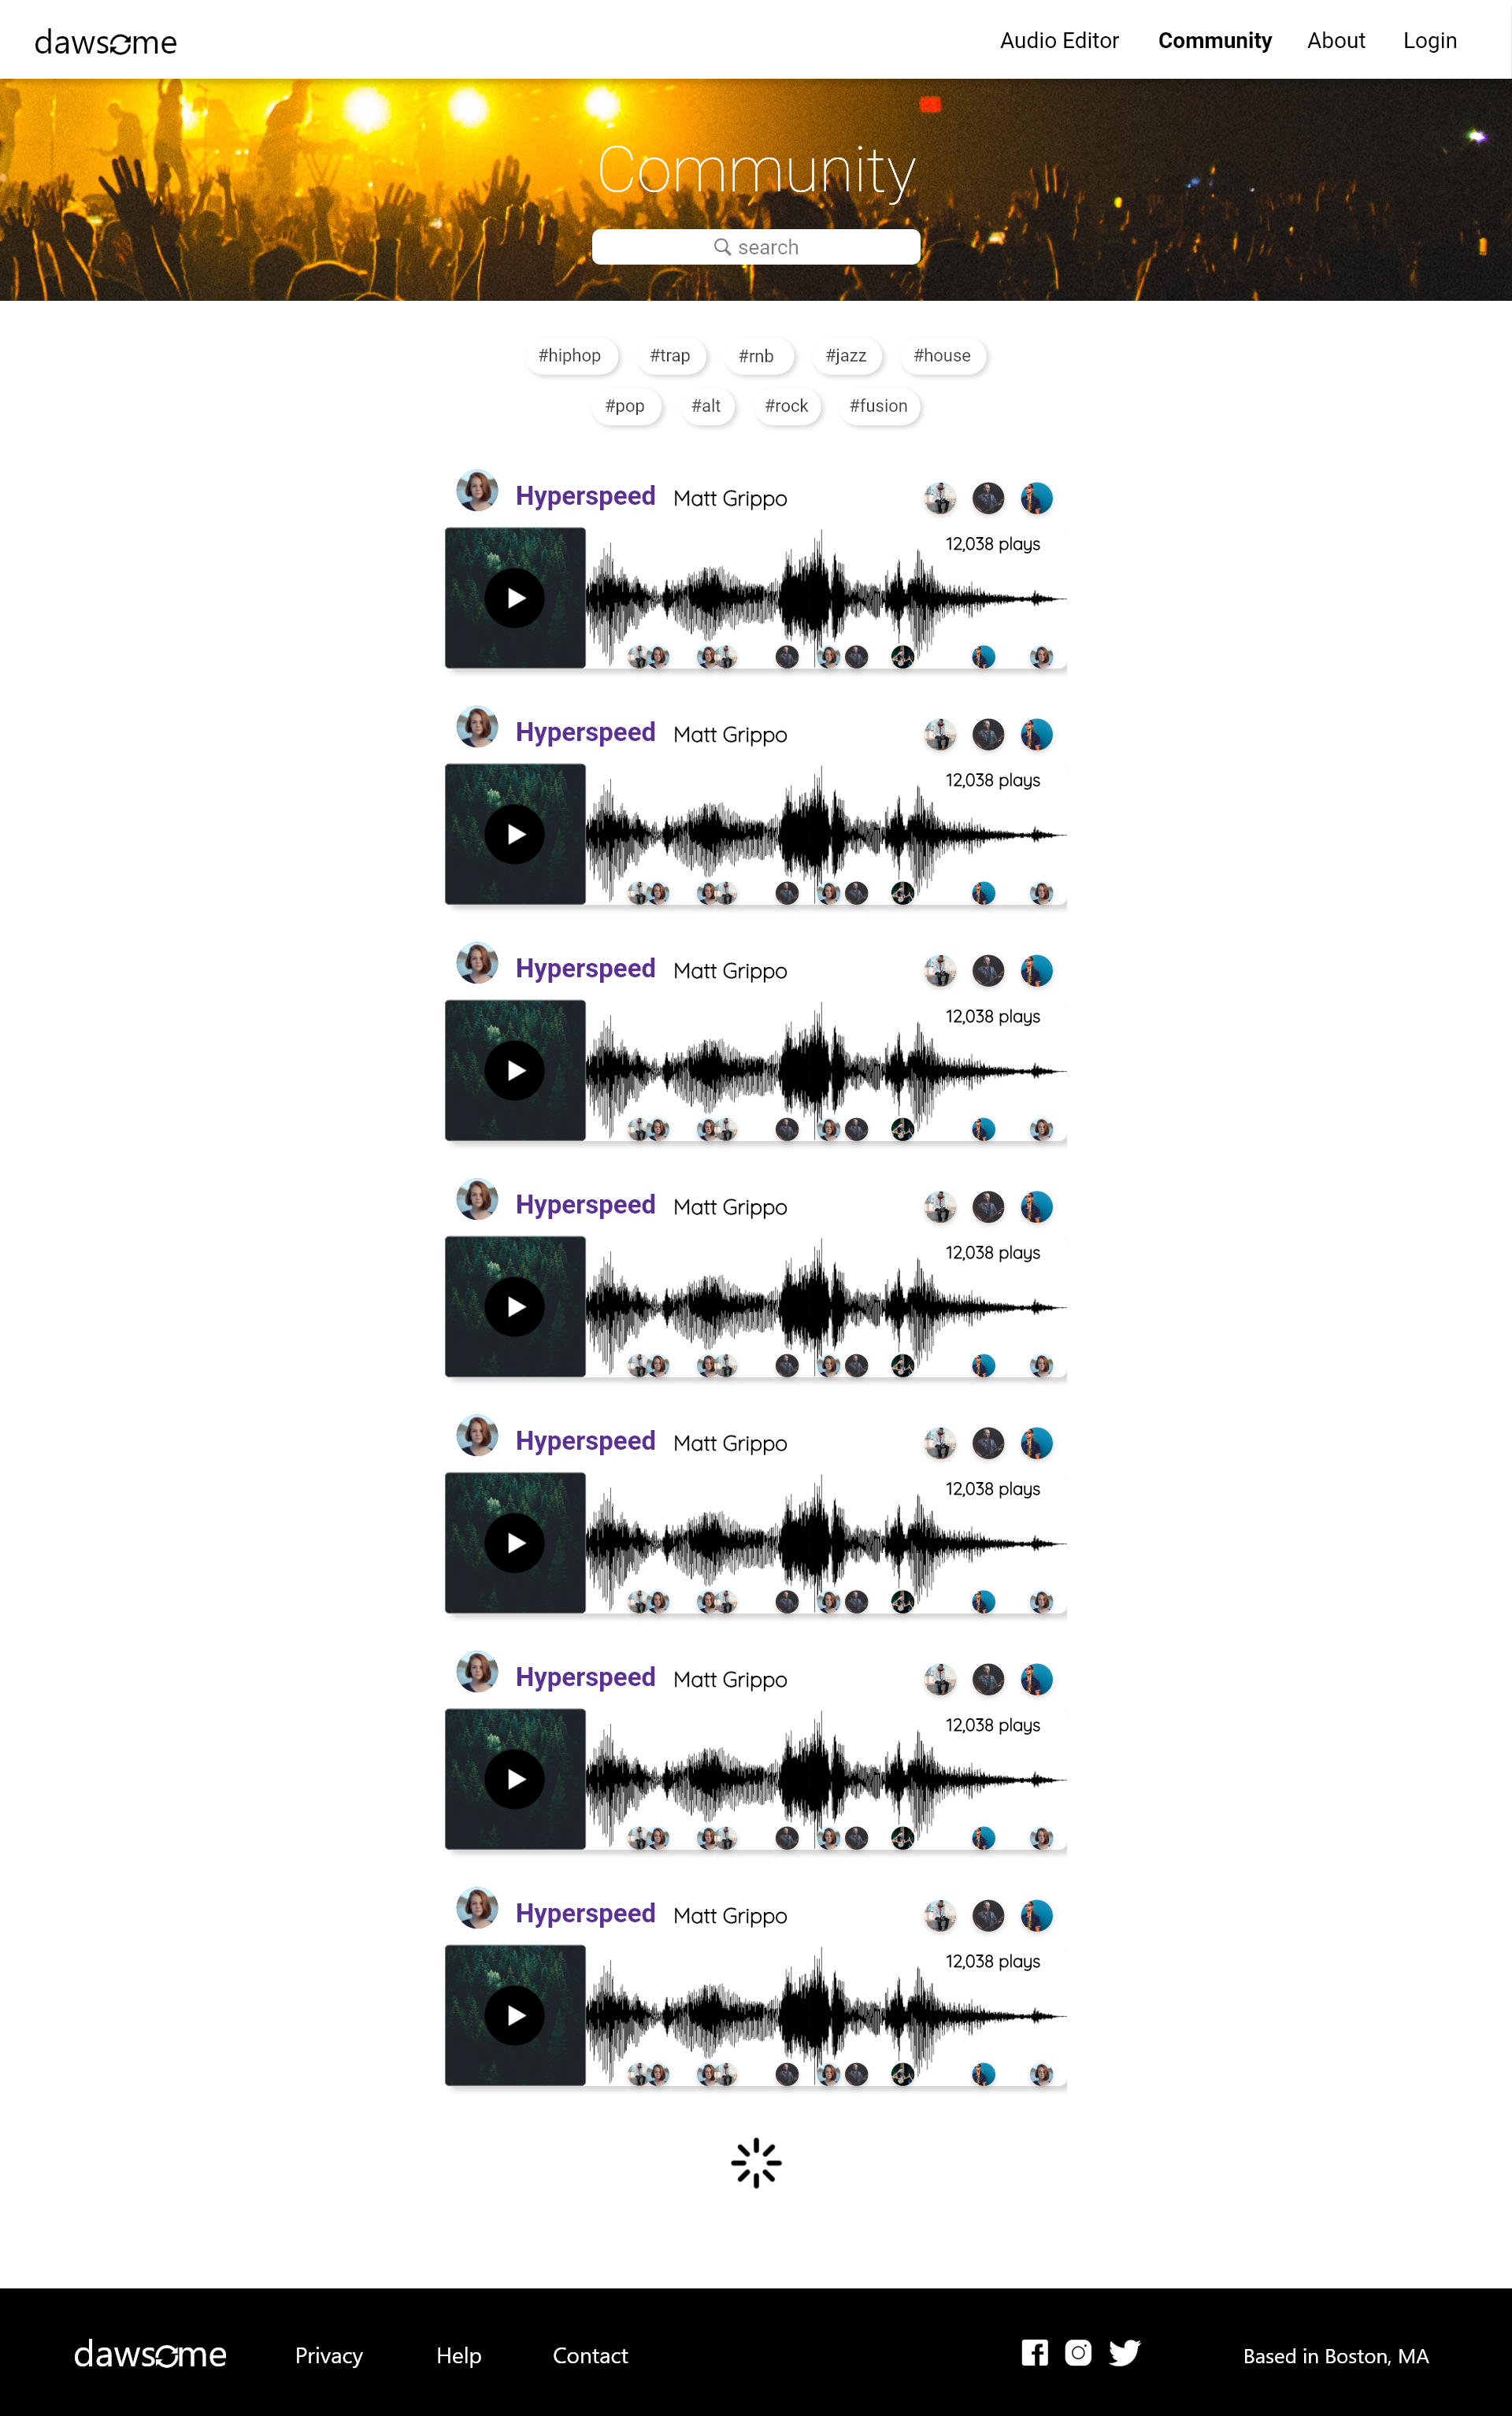 dawsome
Audio Editor Community About Login
Community
search
#hiphop #trap #rnb #jazz #house
#pop #alt #rock #fusion
Hyperspeed Matt Grippo
12,038 plays
Hyperspeed Matt Grippo
12,038 plays
Hyperspeed Matt Grippo
12,038 plays
Hyperspeed Matt Grippo
12,038 plays
Hyperspeed Matt Grippo
12,038 plays
Hyperspeed Matt Grippo
12,038 plays
Hyperspeed Matt Grippo
12,038 plays
dawsome Privacy Help Contact Based in Boston, MA